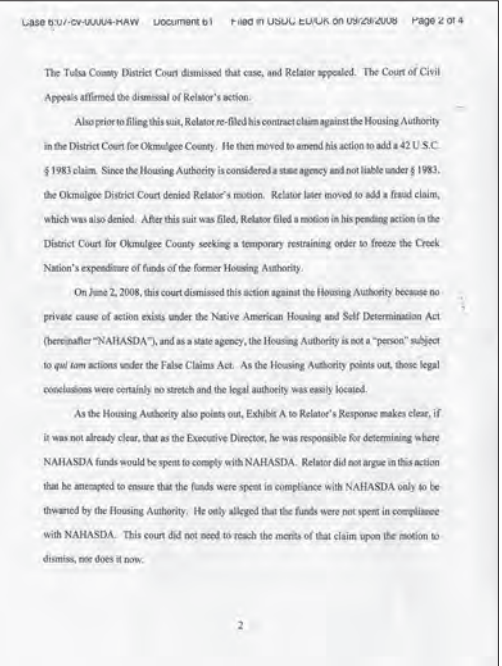 Case 6:07-cv-00004-RAW Document 61 Filed in USDC ED/OK on 09/29/2008 Page 2 of 4
The Tulsa County District Court dismissed that case, and Relator appealed. The Court of Civil
Appeals affirmed the dismissal of Relator's action.
Also prior to filing this suit, Relator re-filed his contract claim against the Housing Authority
in the District Court for Okmulgee County. He then moved to amend his action to add a 42 U.S.C.
§ 1983 claim. Since the Housing Authority is considered a state agency and not liable under § 1983,
the Okmulgee District Court denied Relator's motion. Relator later moved to add a fraud claim,
which was also denied. After this suit was filed, Relator filed a motion in his pending action in the
District Court for Okmulgee County seeking a temporary restraining order to freeze the Creek
Nation's expenditure of funds of the former Housing Authority.
On June 2, 2008, this court dismissed this action against the Housing Authority because no
private cause of action exists under the Native American Housing and Self Determination Act
(hereinafter "NAHASDA"), and as a state agency, the Housing Authority is not a "person" subject
to qui tam actions under the False Claims Act. As the Housing Authority points out, those legal
conclusions were certainly no stretch and the legal authority was easily located.
As the Housing Authority also points out, Exhibit A to Relator's Response makes clear, if
it was not already clear, that as the Executive Director, he was responsible for determining where
NAHASDA funds would be spent to comply with NAHASDA. Relator did not argue in this action
that he attempted to ensure that the funds were spent in compliance with NAHASDA only to be
thwarted by the Housing Authority. He only alleged that the funds were not spent in compliance
with NAHASDA. This court did not need to reach the merits of that claim upon the motion to
dismiss, nor does it now.
2